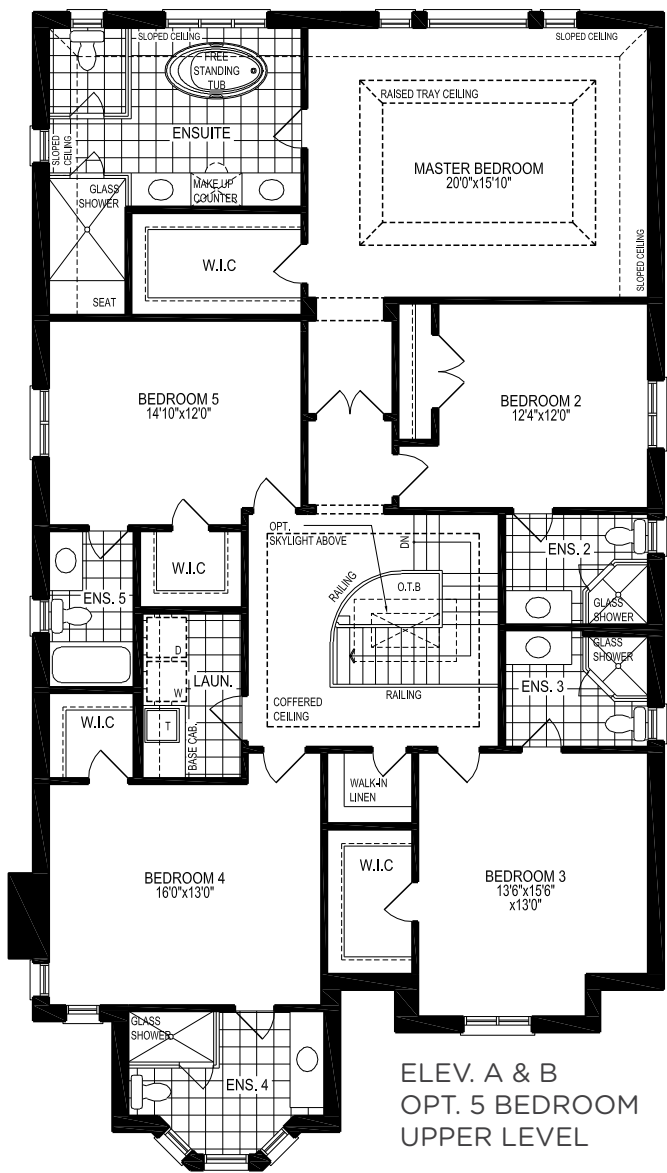 SLOPED CEILING
SLOPED CEILING
FREE
STANDING
TUB
RAISED TRAY CEILING
ENSUITE
SLOPED
CEILING
MASTER BEDROOM
20'0"x15'10"
GLASS
SHOWER
MAKE UP
COUNTER
SLOPED CEILING
W.I.C
SEAT
BEDROOM 5
14'10"x12'0"
BEDROOM 2
12'4"x12'0"
OPT.
SKYLIGHT ABOVE
DN
ENS. 2
W.I.C
RAILING
O.T.B
ENS. 5
GLASS
SHOWER
D
GLASS
SHOWER
W
LAUN.
ENS. 3
RAILING
COFFERED
CEILING
W.I.C
T
BASE CAB.
WALK-IN
LINEN
BEDROOM 4
16'0"x13'0"
W.I.C
BEDROOM 3
13'6"x15'6"
x13'0"
GLASS
SHOWER
ENS. 4
ELEV. A & B
OPT. 5 BEDROOM
UPPER LEVEL